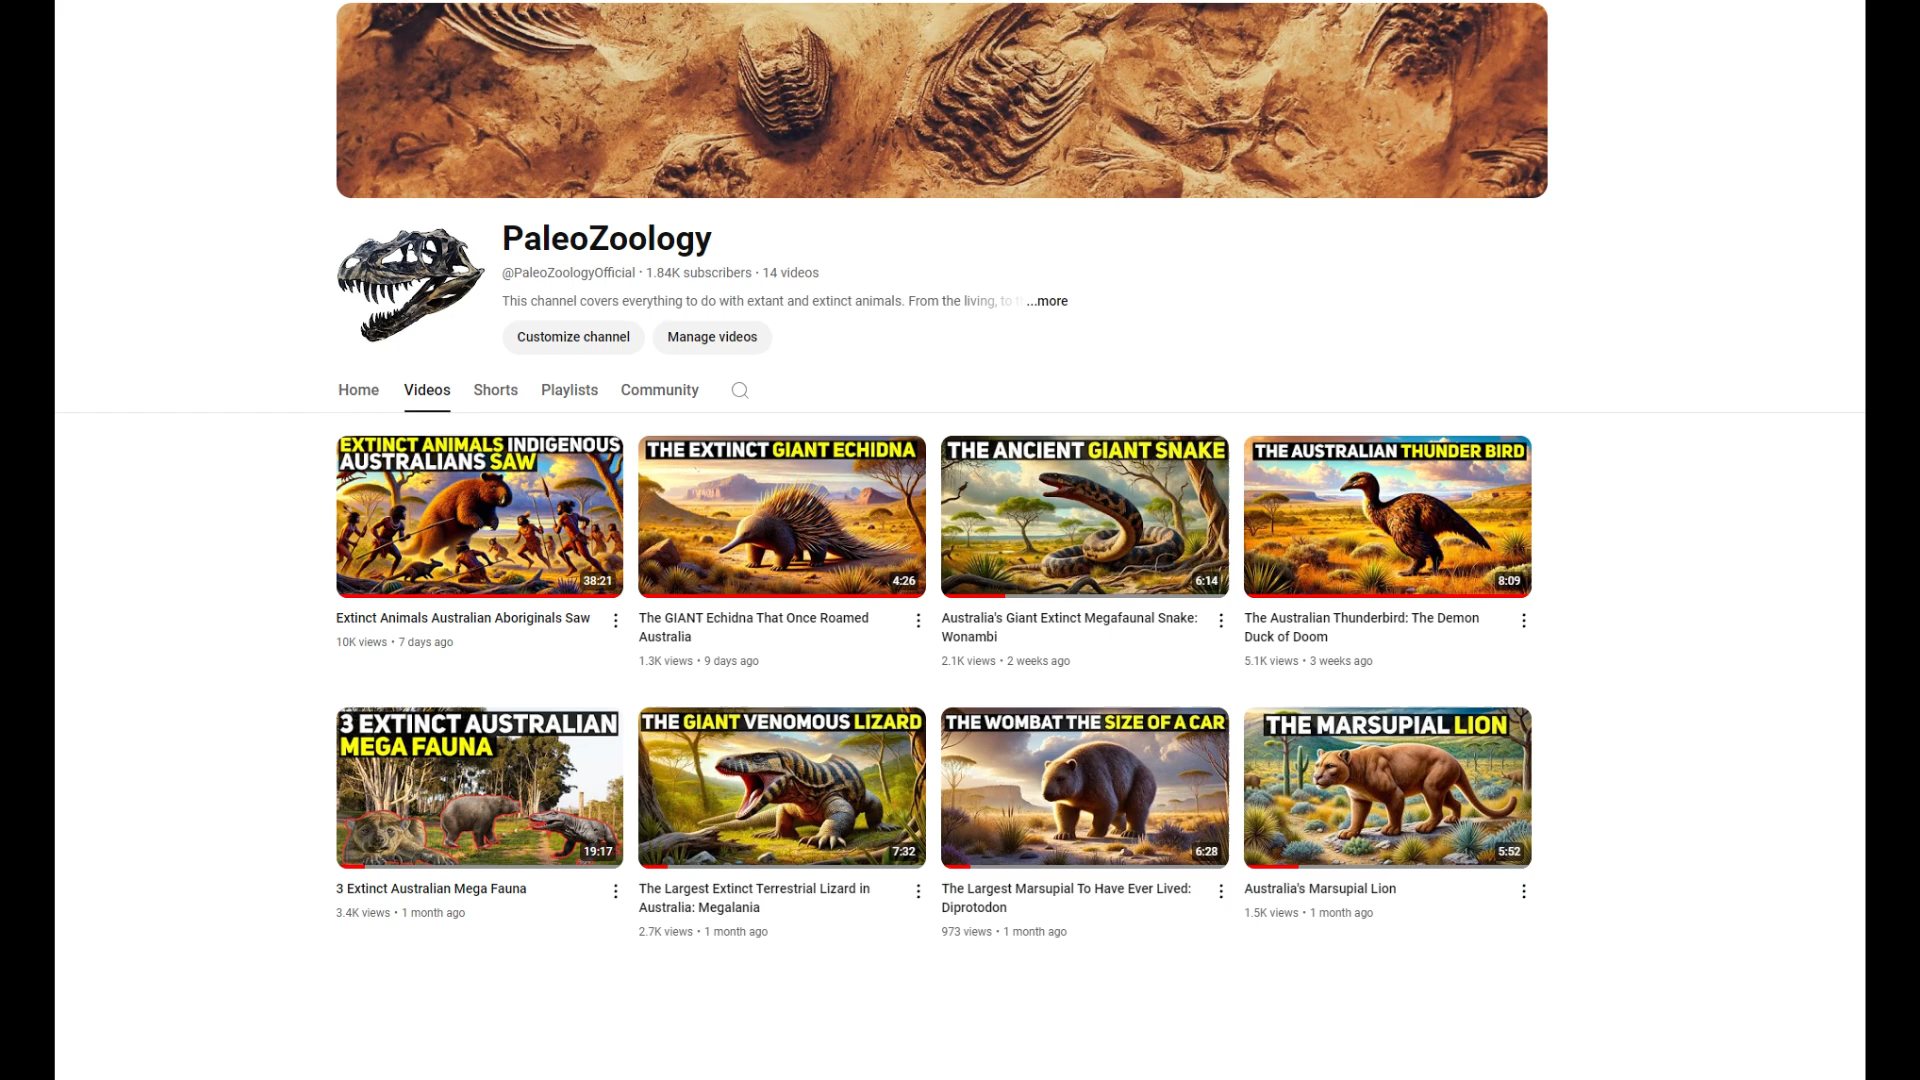 PaleoZoology
@PaleoZoologyOfficial · 1.84K subscribers · 14 videos
This channel covers everything to do with extant and extinct animals. From the living, to ...more
Customize channel
Manage videos
Home
Videos
Shorts
Playlists
Community
EXTINCT ANIMALS INDIGENOUS
AUSTRALIANS SAW
38:21
THE EXTINCT GIANT ECHIDNA
4:26
THE ANCIENT GIANT SNAKE
6:14
THE AUSTRALIAN THUNDER BIRD
8:09
Extinct Animals Australian Aboriginals Saw
10K views · 7 days ago
The GIANT Echidna That Once Roamed
Australia
1.3K views · 9 days ago
Australia's Giant Extinct Megafaunal Snake:
Wonambi
2.1K views · 2 weeks ago
The Australian Thunderbird: The Demon
Duck of Doom
5.1K views · 3 weeks ago
3 EXTINCT AUSTRALIAN
MEGA FAUNA
19:17
THE GIANT VENOMOUS LIZARD
7:32
THE WOMBAT THE SIZE OF A CAR
6:28
THE MARSUPIAL LION
5:52
3 Extinct Australian Mega Fauna
3.4K views · 1 month ago
The Largest Extinct Terrestrial Lizard in
Australia: Megalania
2.7K views · 1 month ago
The Largest Marsupial To Have Ever Lived:
Diprotodon
973 views · 1 month ago
Australia's Marsupial Lion
1.5K views · 1 month ago